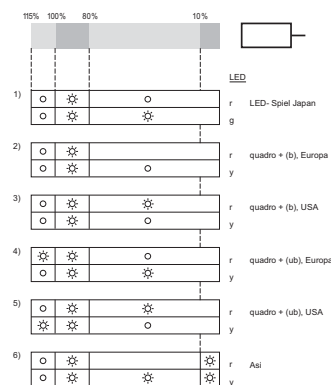 115% 100% 80% 10%
LED
1) r LED- Spiel Japan
g
2) r quadro + (b), Europa
y
3) r quadro + (b), USA
y
4) r quadro + (ub), Europa
y
5) r quadro + (ub), USA
y
6) r Asi
y